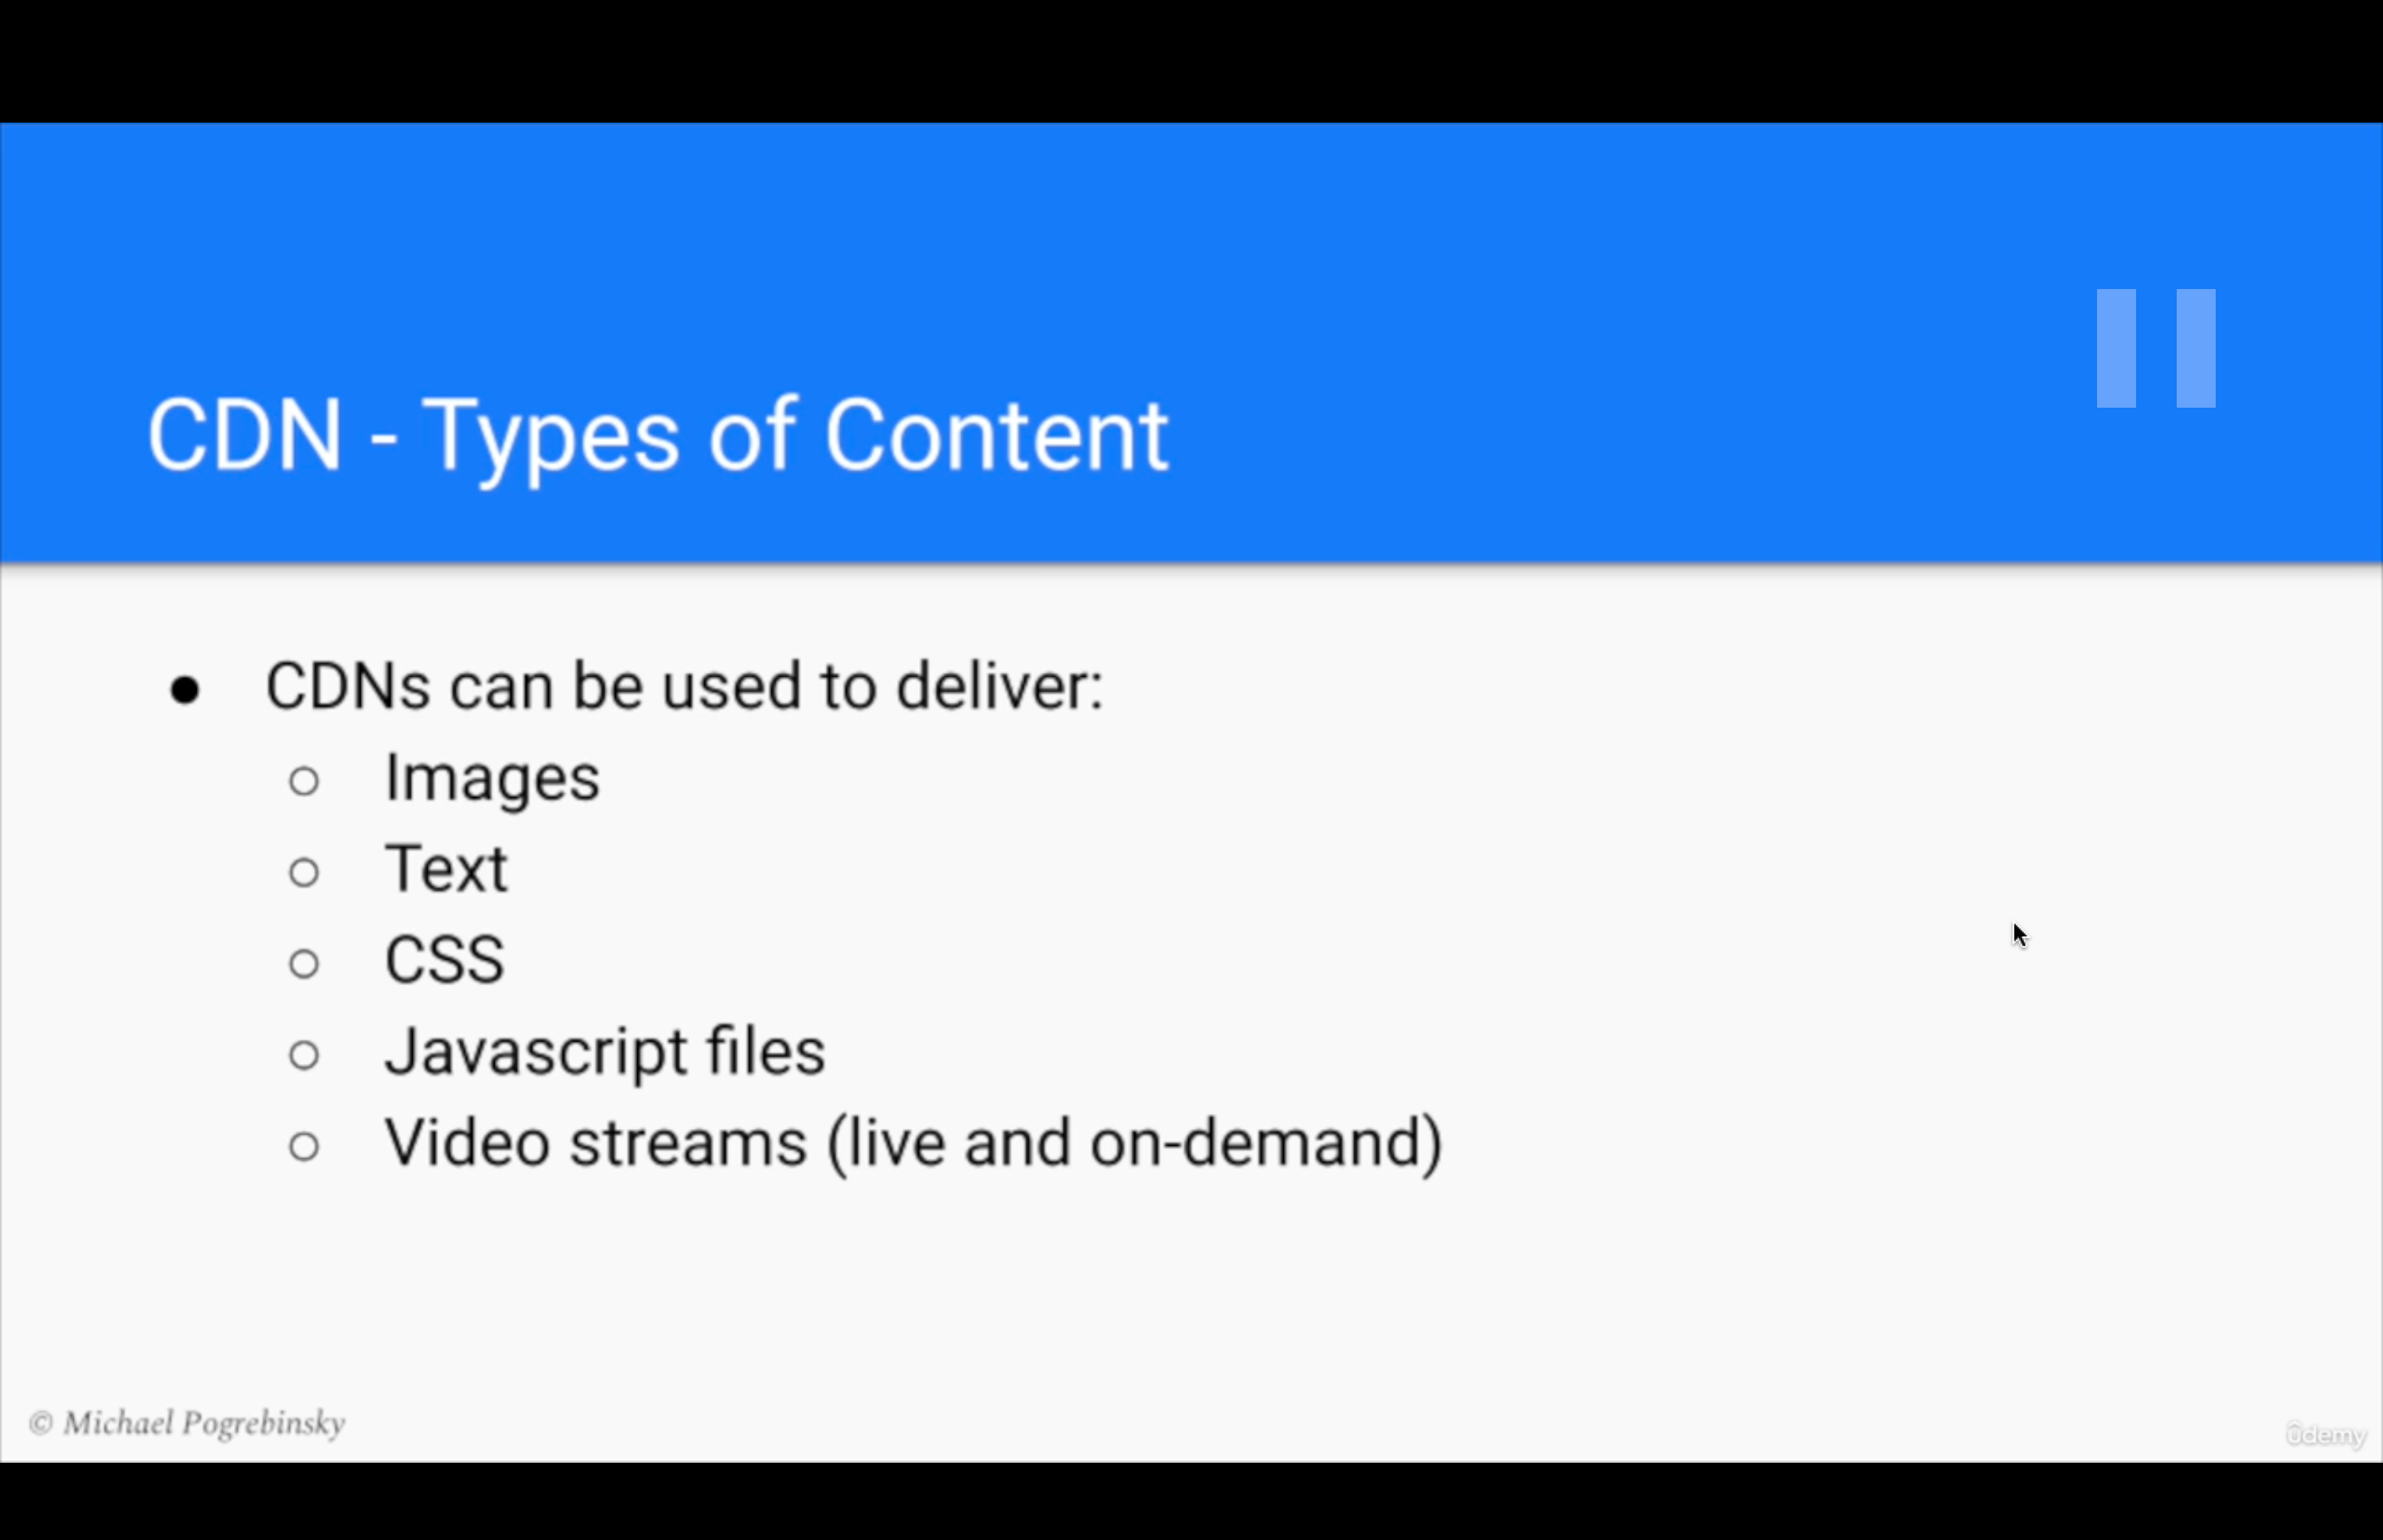 CDN - Types of Content
● CDNs can be used to deliver:
○ Images
○ Text
○ CSS
○ Javascript files
○ Video streams (live and on-demand)
© Michael Pogrebinsky
ûdemy